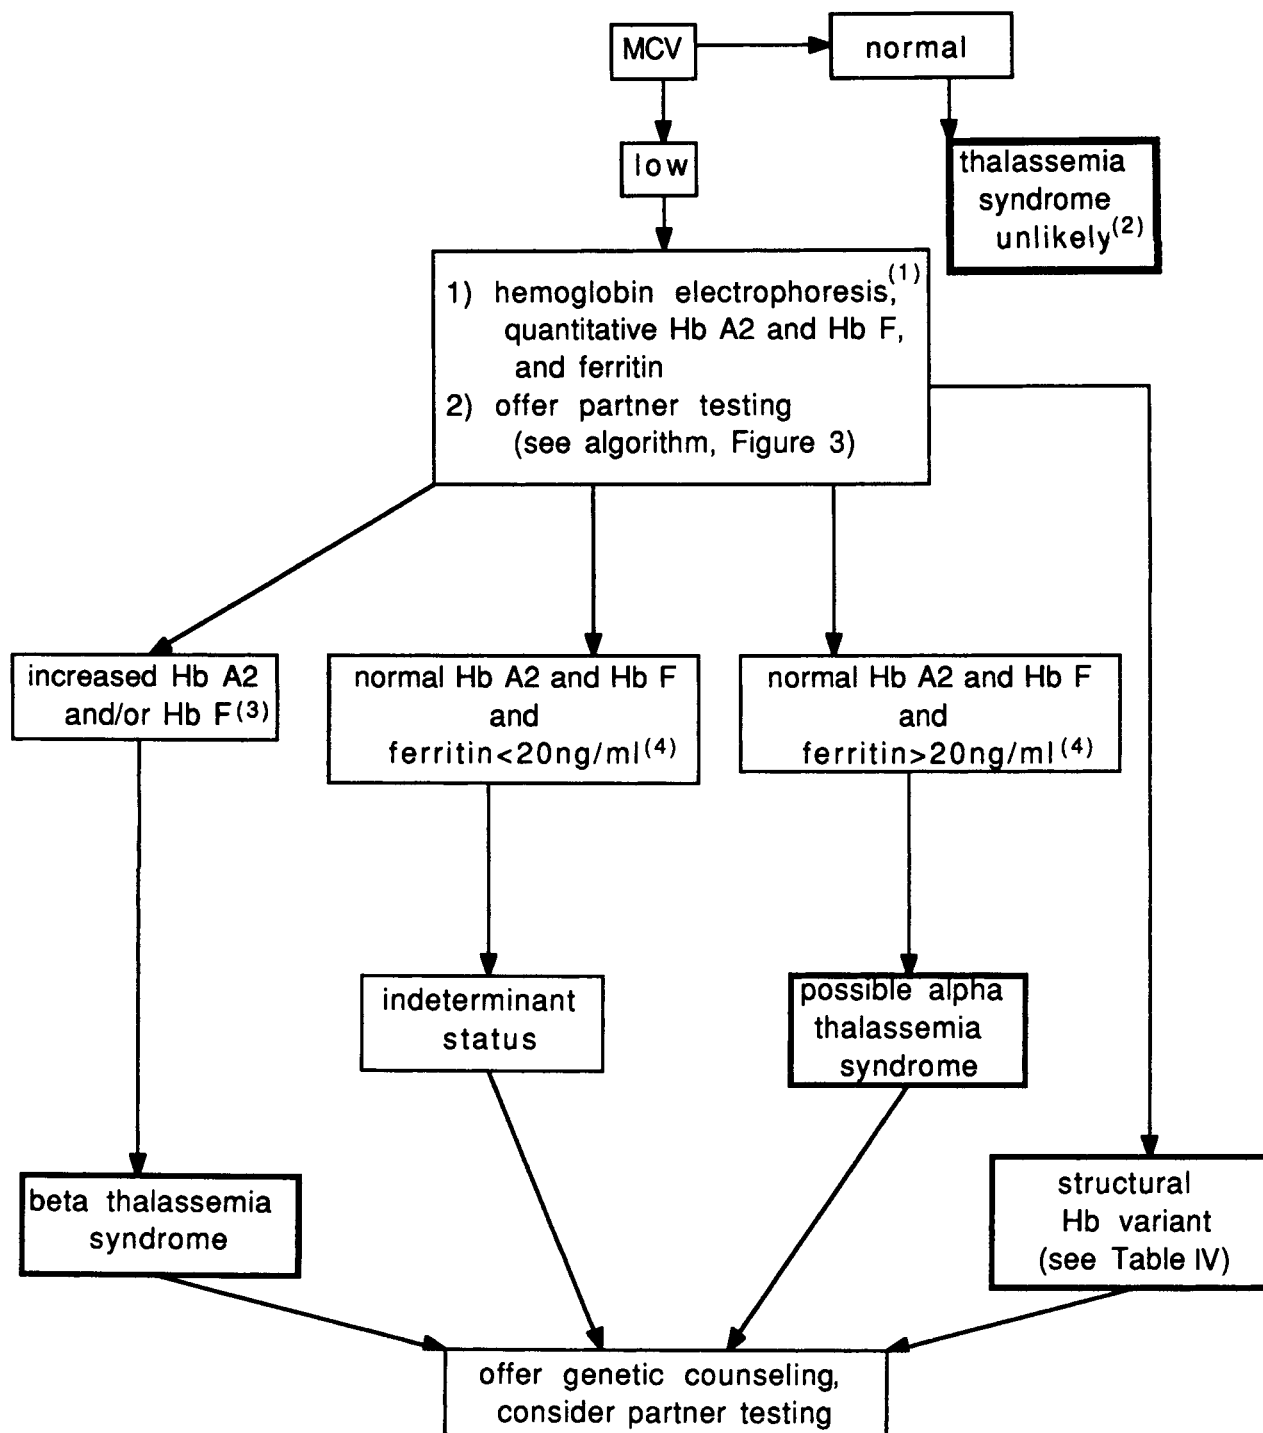 MCV
normal
low
thalassemia
syndrome
unlikely(2)
1) hemoglobin electrophoresis,(1)
quantitative Hb A2 and Hb F,
and ferritin
2) offer partner testing
(see algorithm, Figure 3)
increased Hb A2
and/or Hb F(3)
normal Hb A2 and Hb F
and
ferritin<20ng/ml(4)
normal Hb A2 and Hb F
and
ferritin>20ng/ml(4)
indeterminant
status
possible alpha
thalassemia
syndrome
beta thalassemia
syndrome
structural
Hb variant
(see Table IV)
offer genetic counseling,
consider partner testing